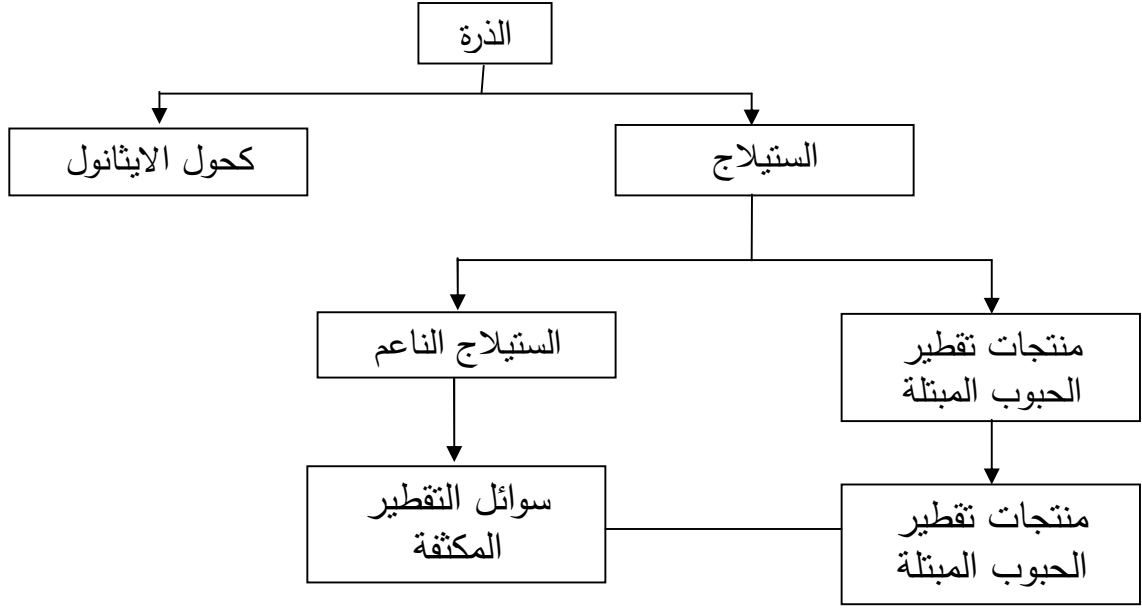 الذرة
الستيلاج
كحول الايثانول
منتجات تقطير
الحبوب المبتلة
الستيلاج الناعم
منتجات تقطير
الحبوب المبتلة
سوائل التقطير
المكثفة